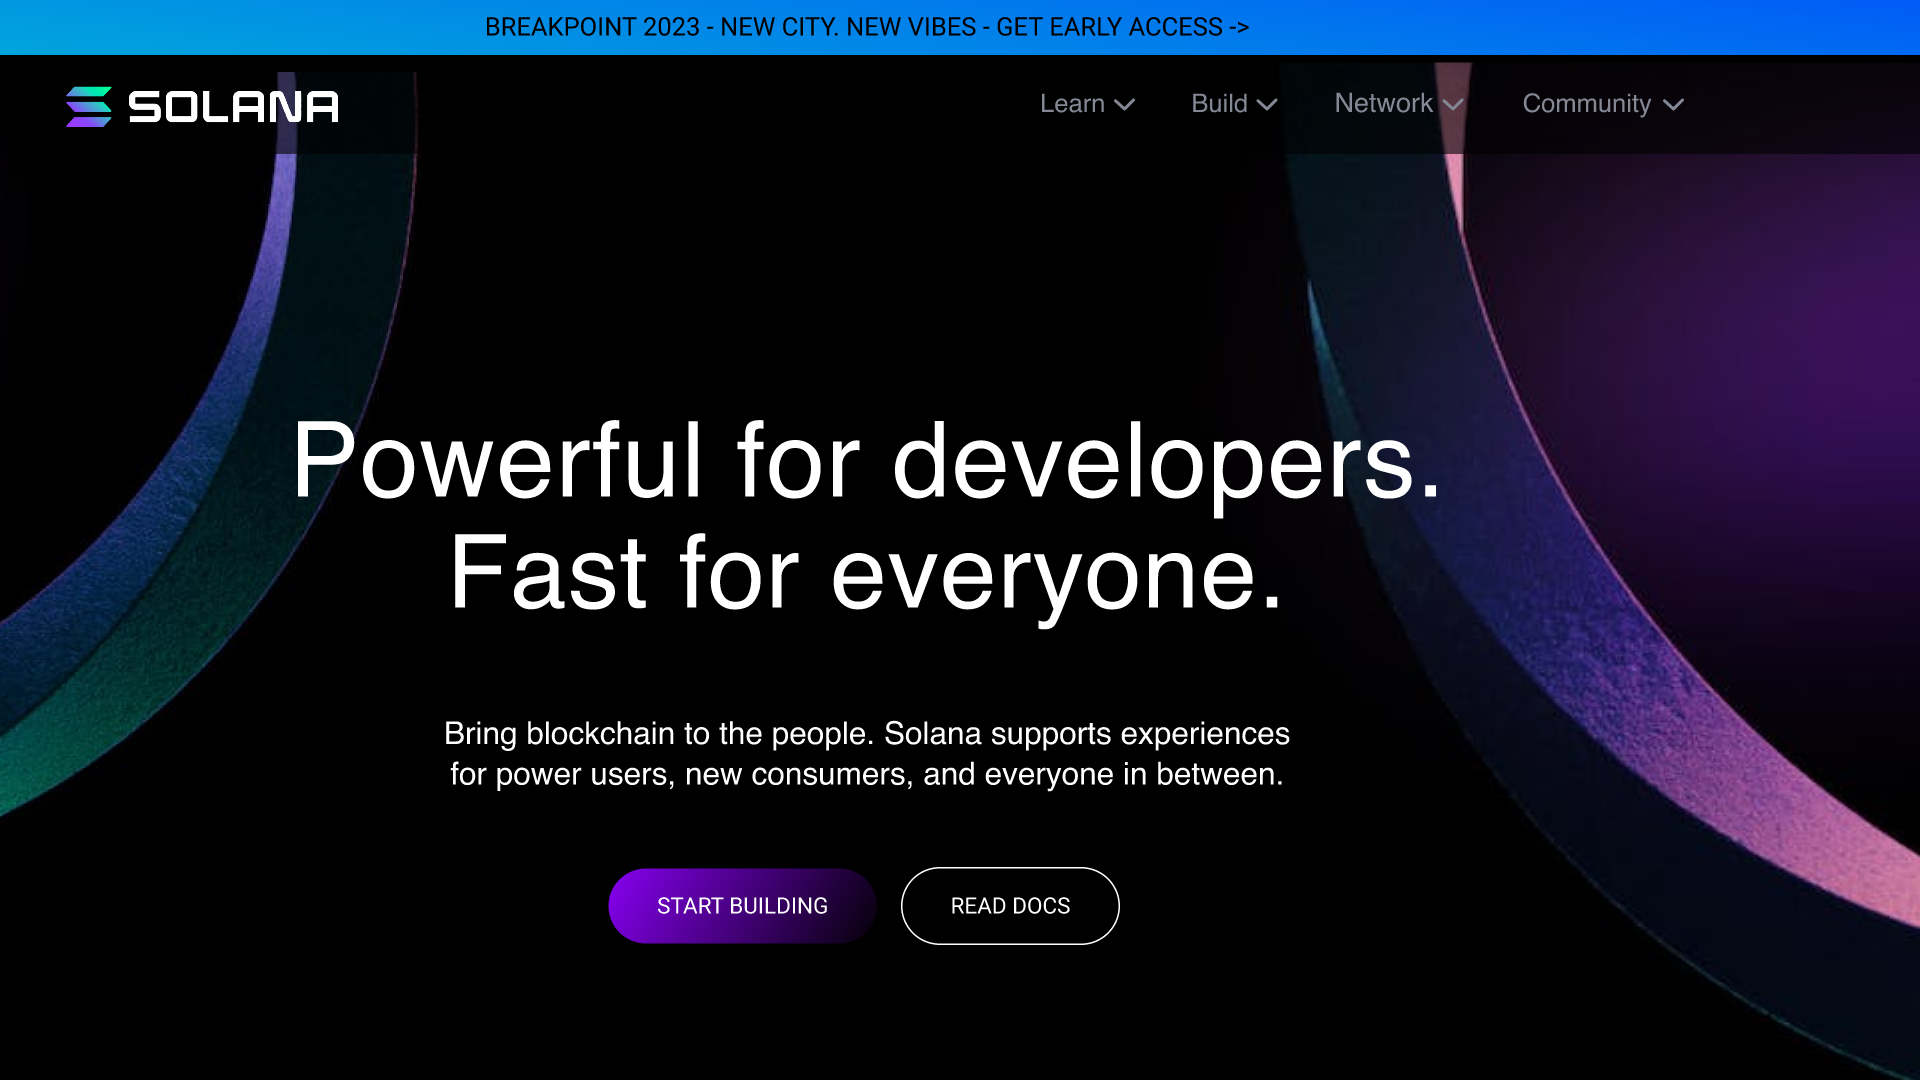 BREAKPOINT 2023 - NEW CITY. NEW VIBES - GET EARLY ACCESS ->
SOLANA
Learn
Build
Network
Community
Powerful for developers.
Fast for everyone.
Bring blockchain to the people. Solana supports experiences
for power users, new consumers, and everyone in between.
START BUILDING
READ DOCS